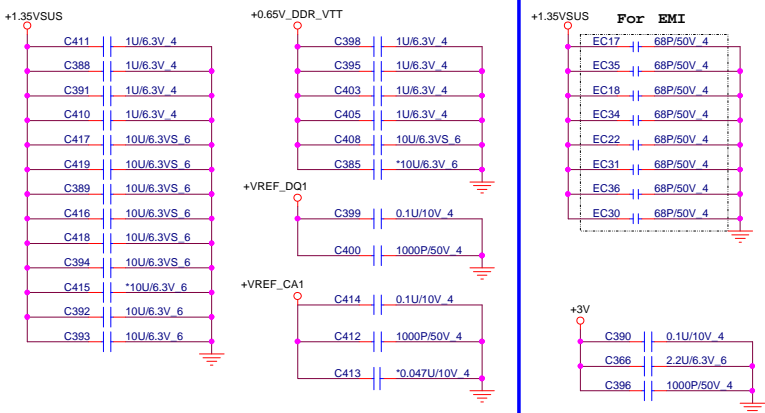 +1.35VSUS
C411 1U/6.3V_4
C388 1U/6.3V_4
C391 1U/6.3V_4
C410 1U/6.3V_4
C417 10U/6.3VS_6
C419 10U/6.3VS_6
C389 10U/6.3VS_6
C416 10U/6.3VS_6
C418 10U/6.3VS_6
C394 10U/6.3VS_6
C415 *10U/6.3V_6
C392 10U/6.3V_6
C393 10U/6.3V_6
+0.65V_DDR_VTT
C398 1U/6.3V_4
C395 1U/6.3V_4
C403 1U/6.3V_4
C405 1U/6.3V_4
C408 10U/6.3VS_6
C385 *10U/6.3V_6
+VREF_DQ1
C399 0.1U/10V_4
C400 1000P/50V_4
+VREF_CA1
C414 0.1U/10V_4
C412 1000P/50V_4
C413 *0.047U/10V_4
+1.35VSUS
For EMI
EC17 68P/50V_4
EC35 68P/50V_4
EC18 68P/50V_4
EC34 68P/50V_4
EC22 68P/50V_4
EC31 68P/50V_4
EC36 68P/50V_4
EC30 68P/50V_4
+3V
C390 0.1U/10V_4
C366 2.2U/6.3V_6
C396 1000P/50V_4